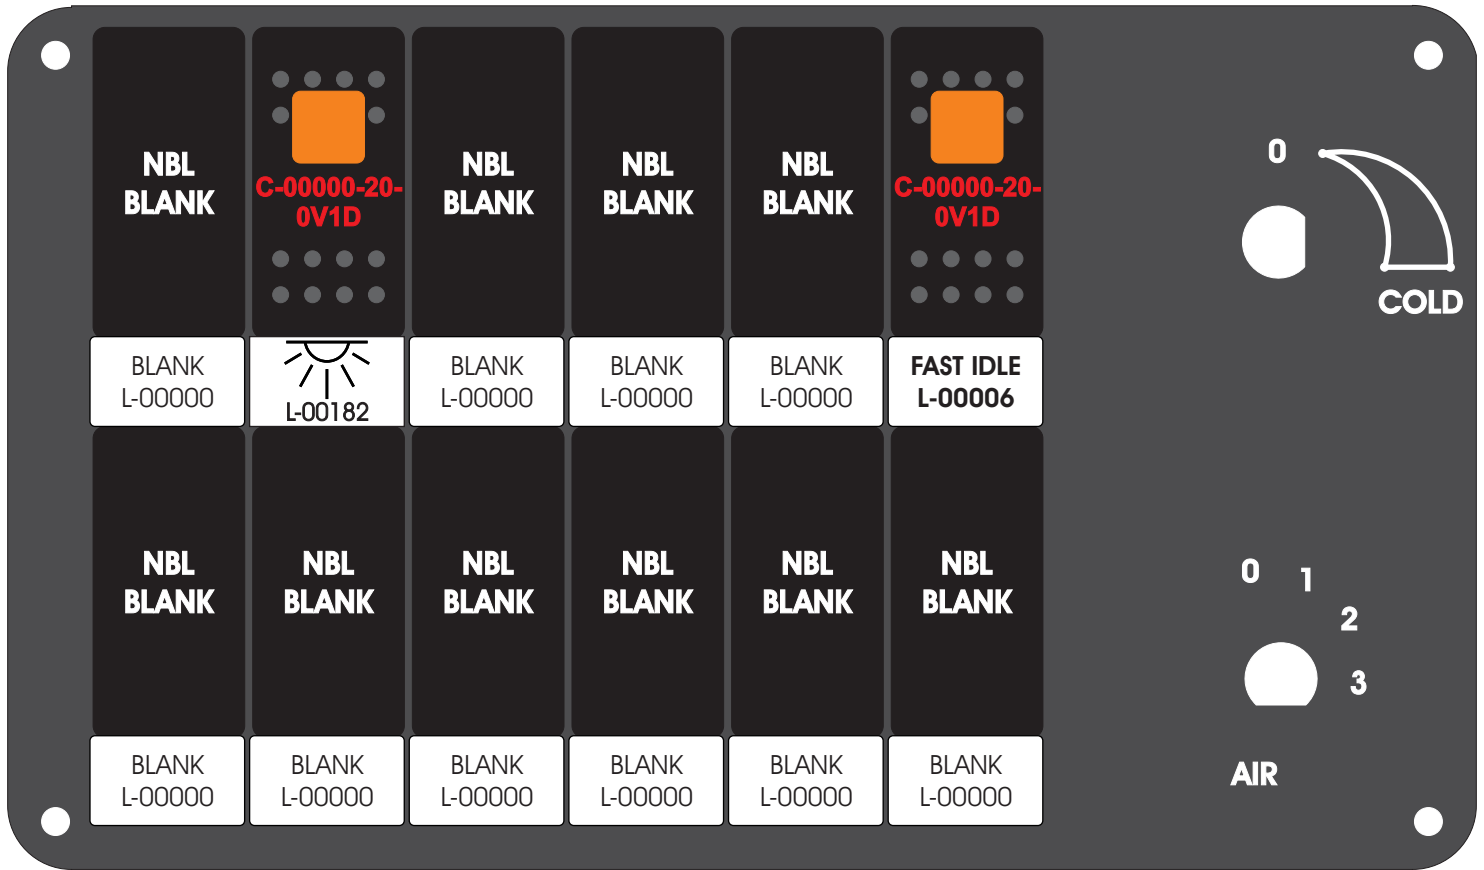 NBL
BLANK
C-00000-20-
0V1D
NBL
BLANK
NBL
BLANK
NBL
BLANK
C-00000-20-
0V1D
BLANK
L-00000
L-00182
BLANK
L-00000
BLANK
L-00000
BLANK
L-00000
FAST IDLE
L-00006
NBL
BLANK
NBL
BLANK
NBL
BLANK
NBL
BLANK
NBL
BLANK
NBL
BLANK
BLANK
L-00000
BLANK
L-00000
BLANK
L-00000
BLANK
L-00000
BLANK
L-00000
BLANK
L-00000
0
COLD
0
1
2
3
AIR